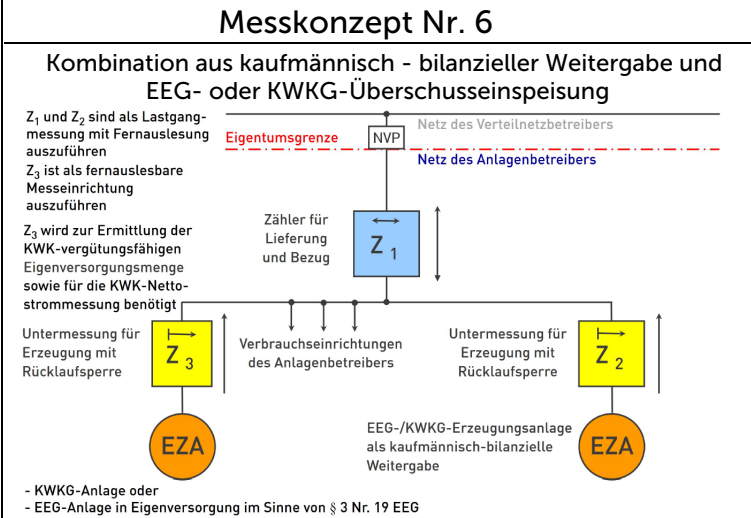 Messkonzept Nr. 6
Kombination aus kaufmännisch - bilanzieller Weitergabe und
EEG- oder KWKG-Überschusseinspeisung
Z1 und Z2 sind als Lastgang-
messung mit Fernauslesung
auszuführen
Z3 ist als fernauslesbare
Messeinrichtung
auszuführen
Z3 wird zur Ermittlung der
KWK-vergütungsfähigen
Eigenversorgungsmenge
sowie für die KWK-Netto-
strommessung benötigt
Eigentumsgrenze
NVP
Netz des Verteilnetzbetreibers
Netz des Anlagenbetreibers
Zähler für
Lieferung
und Bezug
Z 1
Untermessung für
Erzeugung mit
Rücklaufsperre
Z 3
Verbrauchseinrichtungen
des Anlagenbetreibers
Untermessung für
Erzeugung mit
Rücklaufsperre
Z 2
EZA
EEG-/KWKG-Erzeugungsanlage
als kaufmännisch-bilanzielle
Weitergabe
EZA
- KWKG-Anlage oder
- EEG-Anlage in Eigenversorgung im Sinne von § 3 Nr. 19 EEG